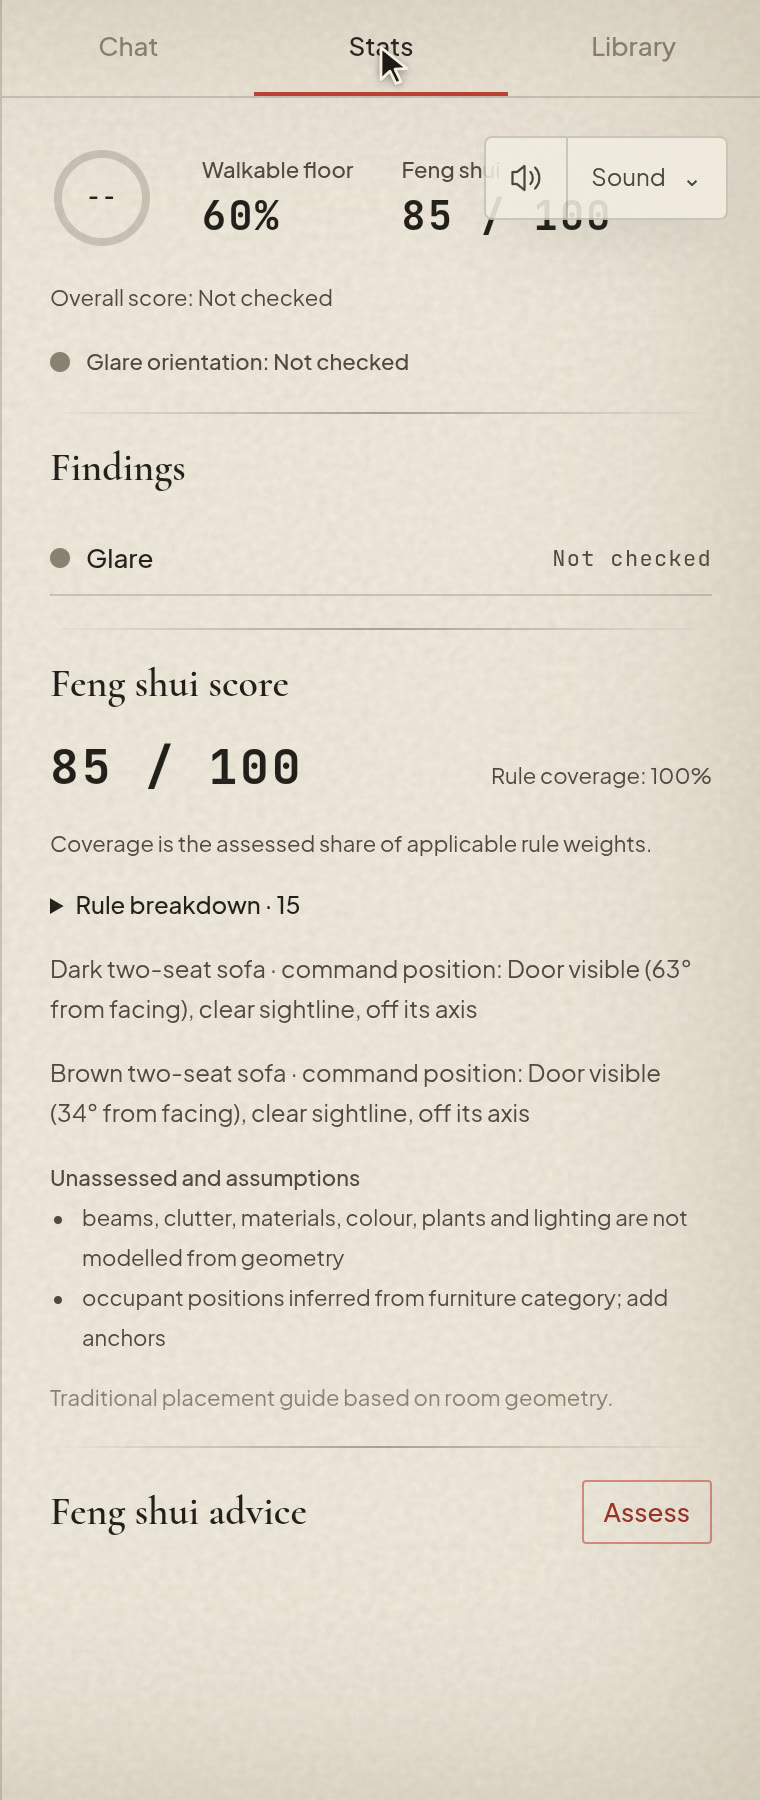 Chat
Stats
Library
Walkable floor
Feng shui
Sound
--
60%
85 / 100
Overall score: Not checked
Glare orientation: Not checked
Findings
Glare
Not checked
Feng shui score
85 / 100
Rule coverage: 100%
Coverage is the assessed share of applicable rule weights.
Rule breakdown · 15
Dark two-seat sofa · command position: Door visible (63°
from facing), clear sightline, off its axis
Brown two-seat sofa · command position: Door visible
(34° from facing), clear sightline, off its axis
Unassessed and assumptions
• beams, clutter, materials, colour, plants and lighting are not
modelled from geometry
• occupant positions inferred from furniture category; add
anchors
Traditional placement guide based on room geometry.
Feng shui advice
Assess